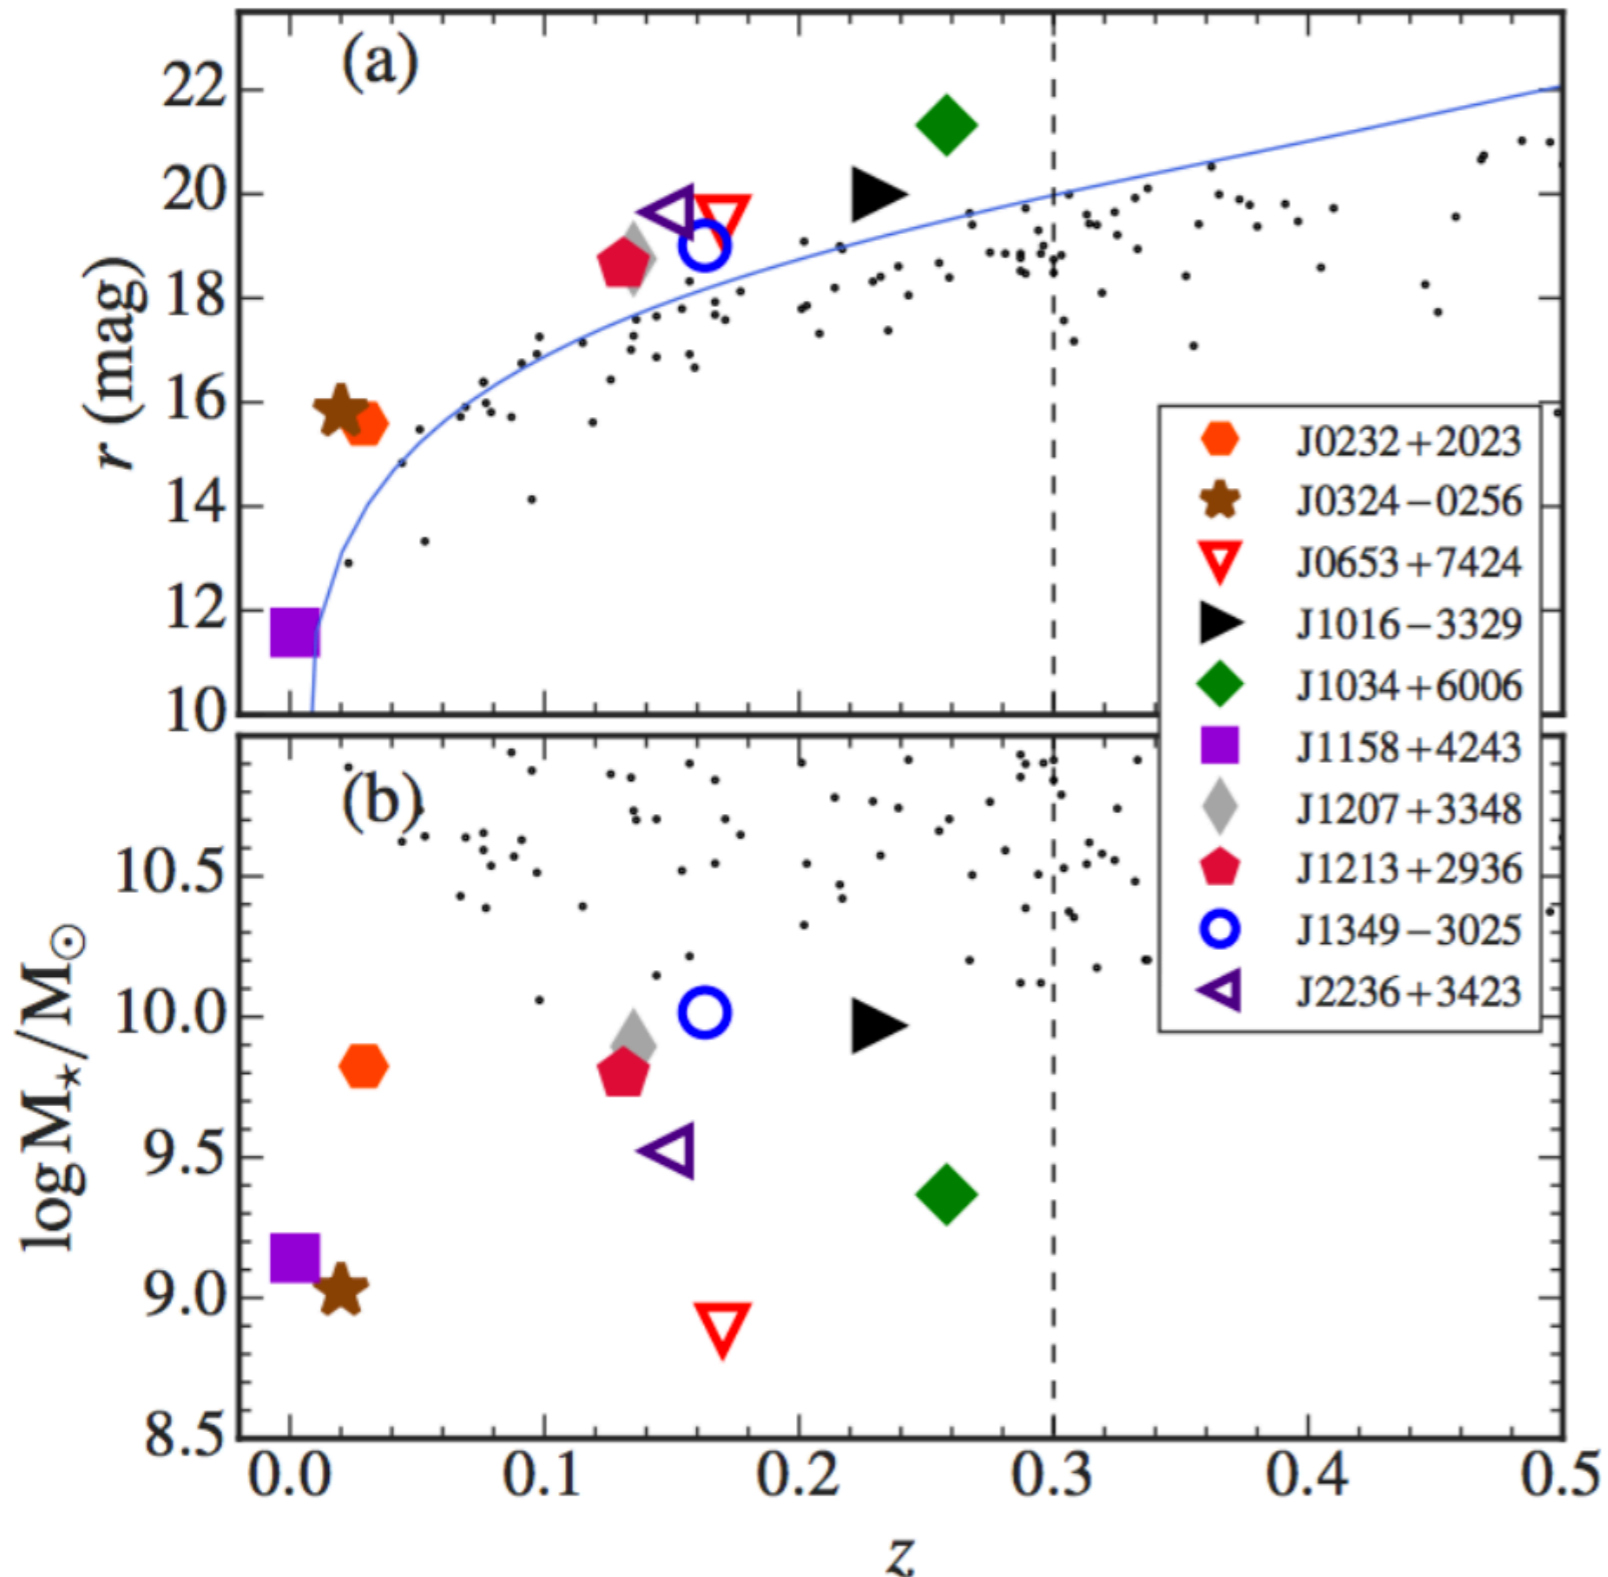 (a)
22
20
18
16
14
12
10
r (mag)
J0232+2023
J0324−0256
J0653+7424
J1016−3329
J1034+6006
J1158+4243
J1207+3348
J1213+2936
J1349−3025
J2236+3423
(b)
10.5
10.0
9.5
9.0
8.5
log M⋆/M⊙
0.0 0.1 0.2 0.3 0.4 0.5
z